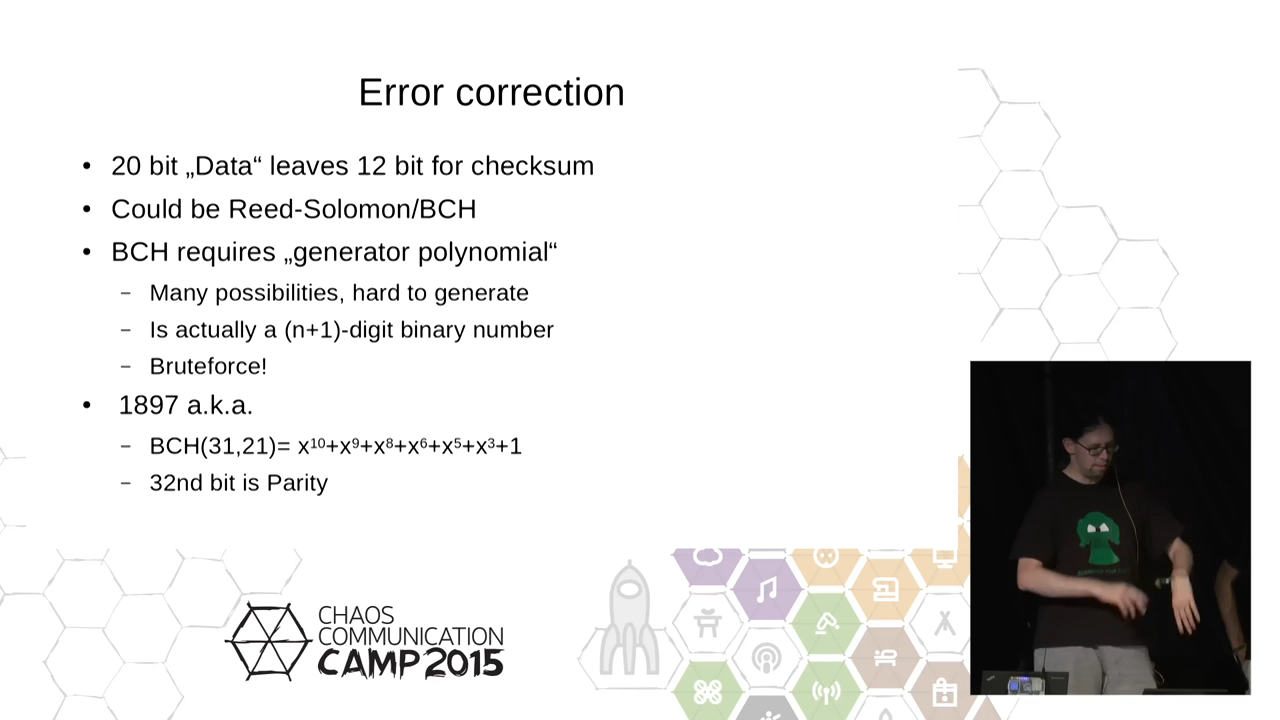 Error correction
• 20 bit „Data“ leaves 12 bit for checksum
• Could be Reed-Solomon/BCH
• BCH requires „generator polynomial“
– Many possibilities, hard to generate
– Is actually a (n+1)-digit binary number
– Bruteforce!
• 1897 a.k.a.
– BCH(31,21)= x¹⁰+x⁹+x⁸+x⁶+x⁵+x³+1
– 32nd bit is Parity
CHAOS
COMMUNICATION
CAMP 2015